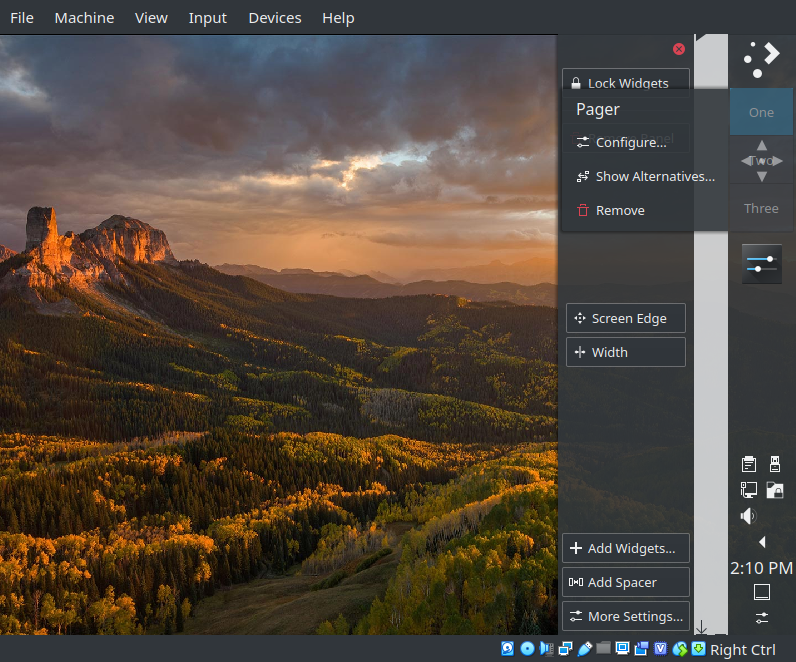 File Machine View Input Devices Help
Lock Widgets
Pager
Configure...
Show Alternatives...
Remove
One
Two
Three
Screen Edge
Width
Add Widgets...
Add Spacer
More Settings...
2:10 PM
Right Ctrl